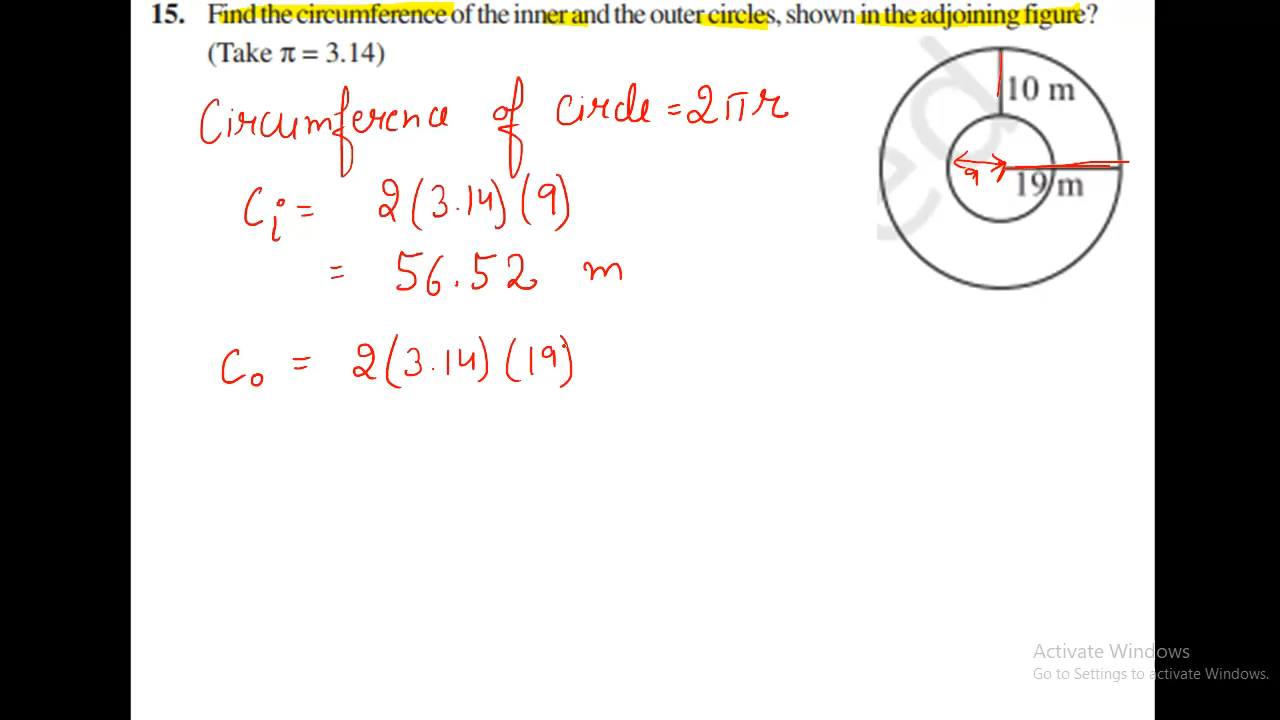 15. Find the circumference of the inner and the outer circles, shown in the adjoining figure?
(Take π = 3.14)
Circumference of circle = 2πr
10 m
9
19 m
Ci = 2(3.14)(9)
= 56.52 m
Co = 2(3.14)(19)
ed
Activate Windows
Go to Settings to activate Windows.